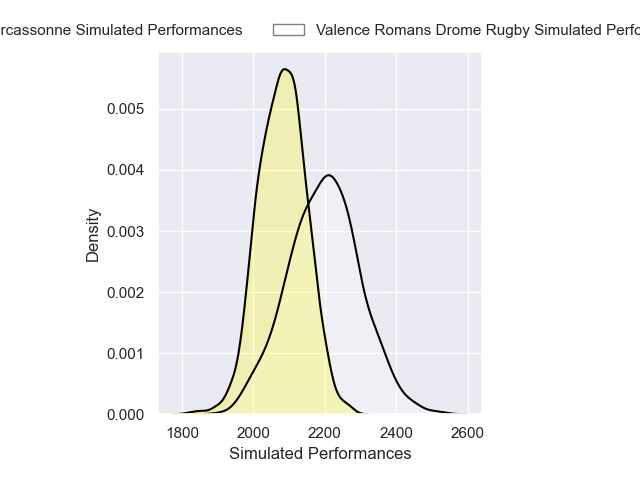 rcassonne Simulated Performances
Valence Romans Drome Rugby Simulated Perfo
Density
0.005
0.004
0.003
0.002
0.001
0.000
1800 2000 2200 2400 2600
Simulated Performances